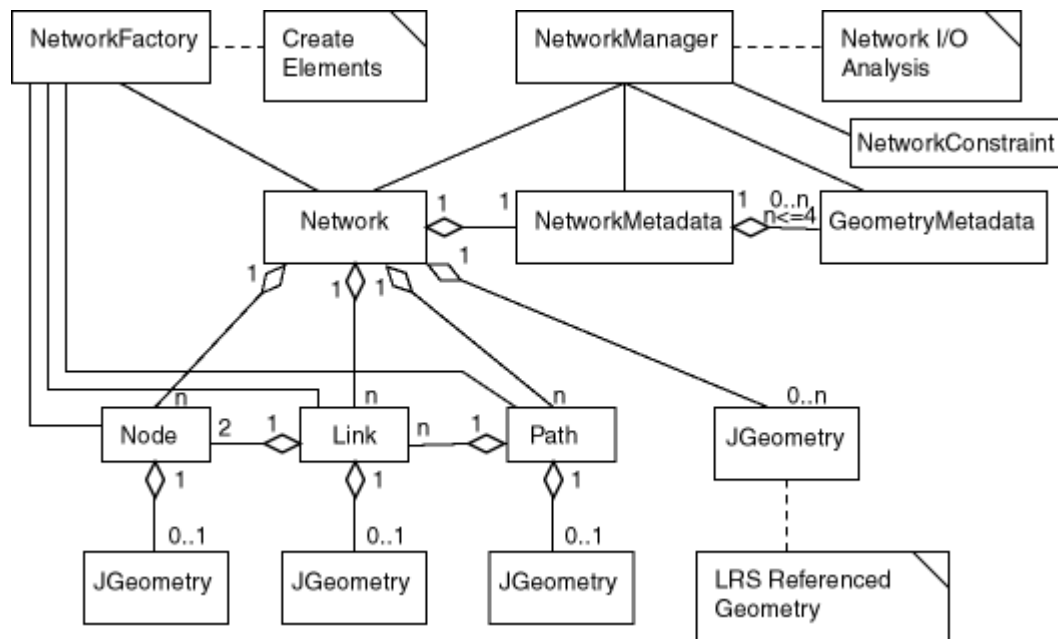 NetworkFactory
Create
Elements
NetworkManager
Network I/O
Analysis
NetworkConstraint
Network
1
1
NetworkMetadata
1
0..n
n<=4
GeometryMetadata
1
1
1
1
n
n
n
0..n
Node
2
1
Link
n
1
Path
JGeometry
1
1
1
0..1
0..1
0..1
JGeometry
JGeometry
JGeometry
LRS Referenced
Geometry